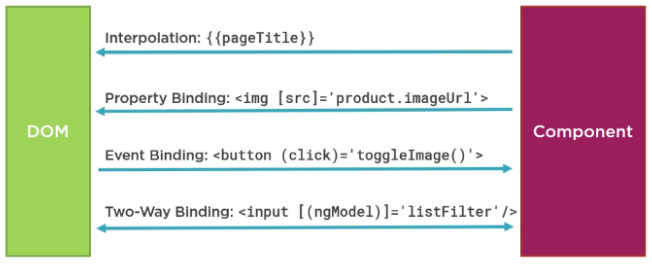 Interpolation: {{pageTitle}}
Property Binding: <img [src]='product.imageUrl'>
DOM
Component
Event Binding: <button (click)='toggleImage()'>
Two-Way Binding: <input [(ngModel)]='listFilter'/>